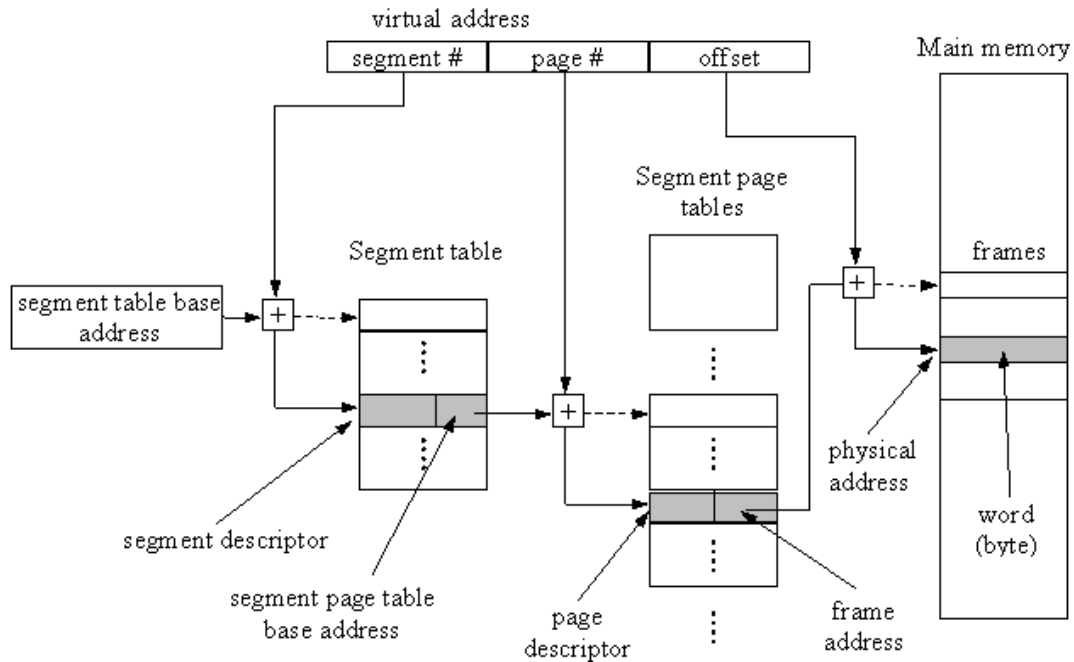 virtual address
segment #
page #
offset
Main memory
Segment page
tables
Segment table
frames
segment table base
address
+
+
+
physical
address
word
(byte)
segment descriptor
segment page table
base address
page
descriptor
frame
address